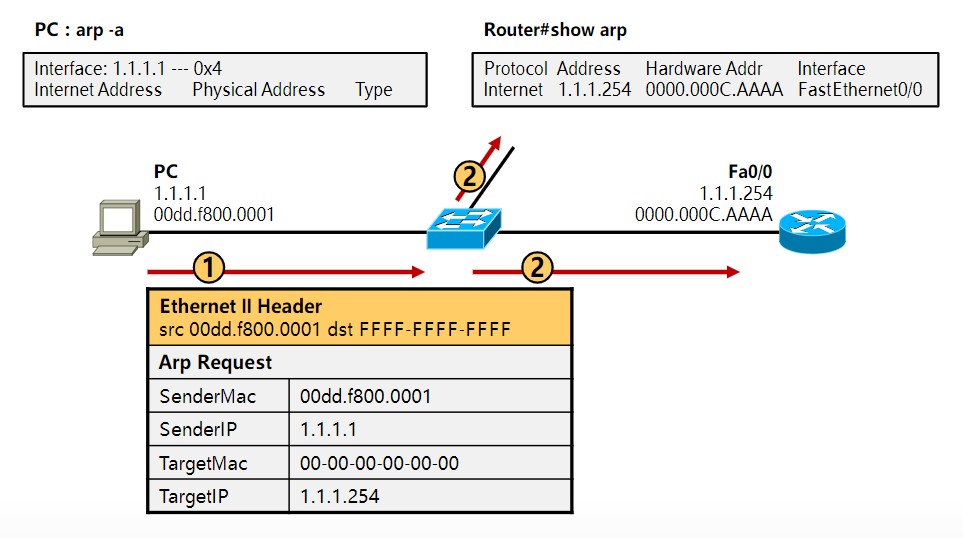 PC : arp -a
Interface: 1.1.1.1 --- 0x4
Internet Address Physical Address Type
Router#show arp
Protocol Address Hardware Addr Interface
Internet 1.1.1.254 0000.000C.AAAA FastEthernet0/0
PC
1.1.1.1
00dd.f800.0001
2
Fa0/0
1.1.1.254
0000.000C.AAAA
1
2
Ethernet II Header
src 00dd.f800.0001 dst FFFF-FFFF-FFFF
Arp Request
SenderMac 00dd.f800.0001
SenderIP 1.1.1.1
TargetMac 00-00-00-00-00-00
TargetIP 1.1.1.254